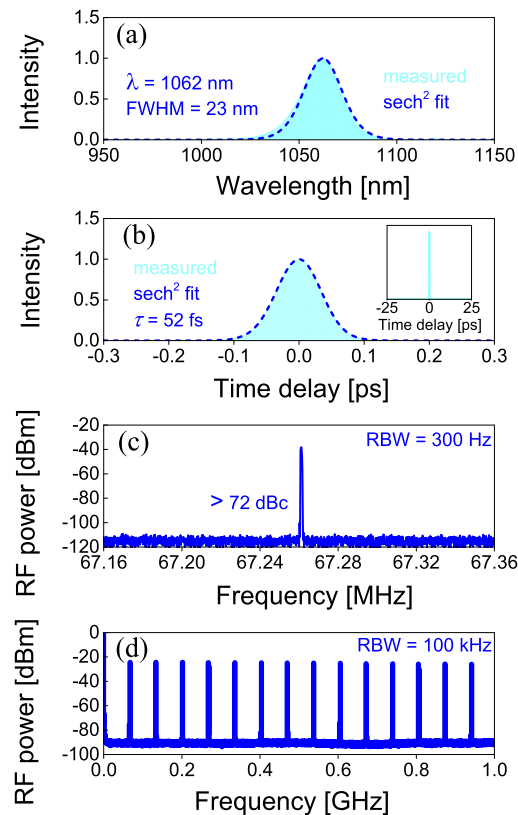 (a)
1.5
1.0
0.5
0.0
Intensity
λ = 1062 nm
FWHM = 23 nm
measured
sech² fit
950
1000
1050
1100
1150
Wavelength [nm]
(b)
1.5
1.0
0.5
0.0
Intensity
measured
sech² fit
τ = 52 fs
-25
0
25
Time delay [ps]
-0.3
-0.2
-0.1
0.0
0.1
0.2
0.3
Time delay [ps]
(c)
-20
-40
-60
-80
-100
-120
RF power [dBm]
RBW = 300 Hz
> 72 dBc
67.16
67.20
67.24
67.28
67.32
67.36
Frequency [MHz]
(d)
0
-20
-40
-60
-80
-100
RF power [dBm]
RBW = 100 kHz
0.0
0.2
0.4
0.6
0.8
1.0
Frequency [GHz]